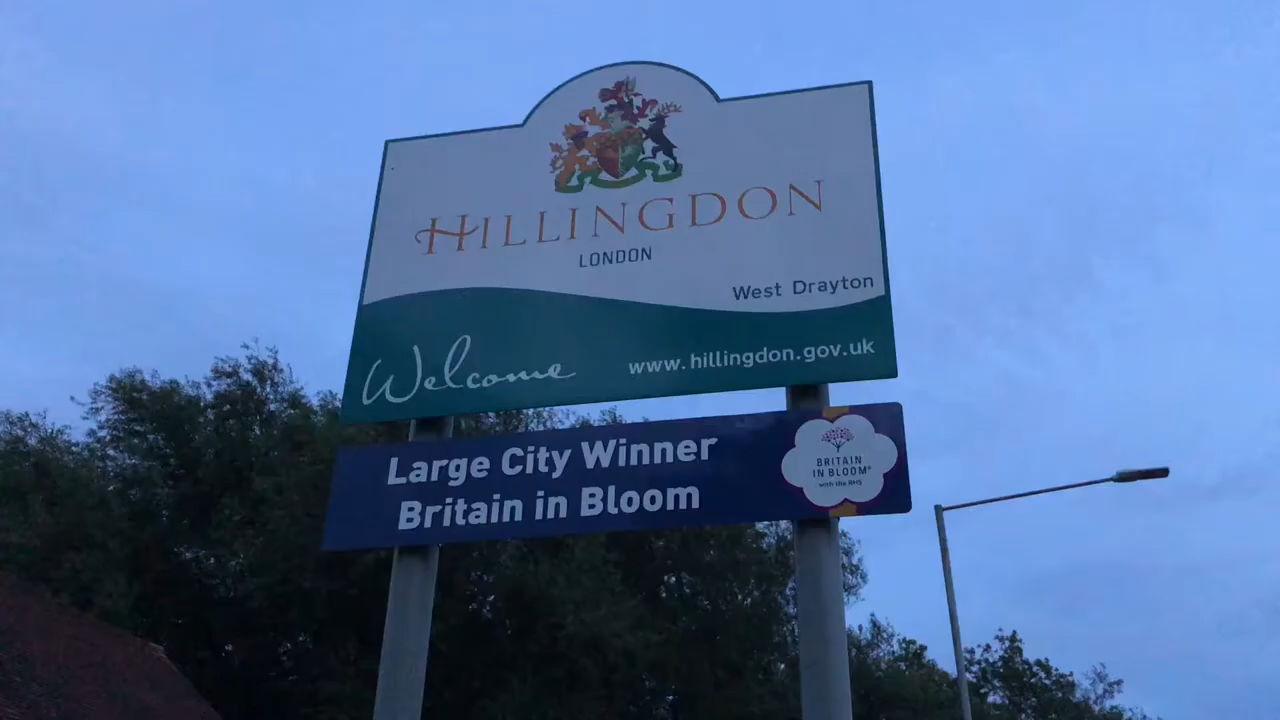 HILLINGDON
LONDON
West Drayton
Welcome
www.hillingdon.gov.uk
Large City Winner
Britain in Bloom
BRITAIN
IN BLOOM®
with the RHS